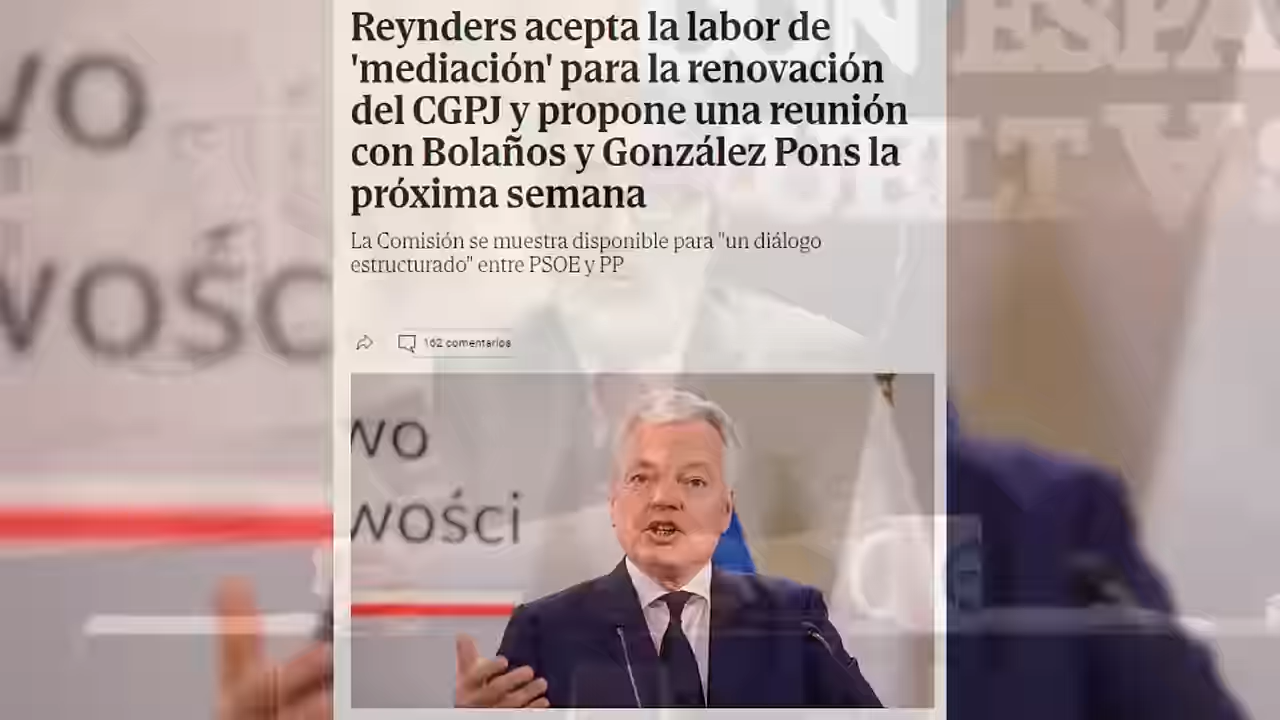 Reynders acepta la labor de
'mediación' para la renovación
del CGPJ y propone una reunión
con Bolaños y González Pons la
próxima semana
La Comisión se muestra disponible para "un diálogo
estructurado" entre PSOE y PP
162 comentarios
wo
wości